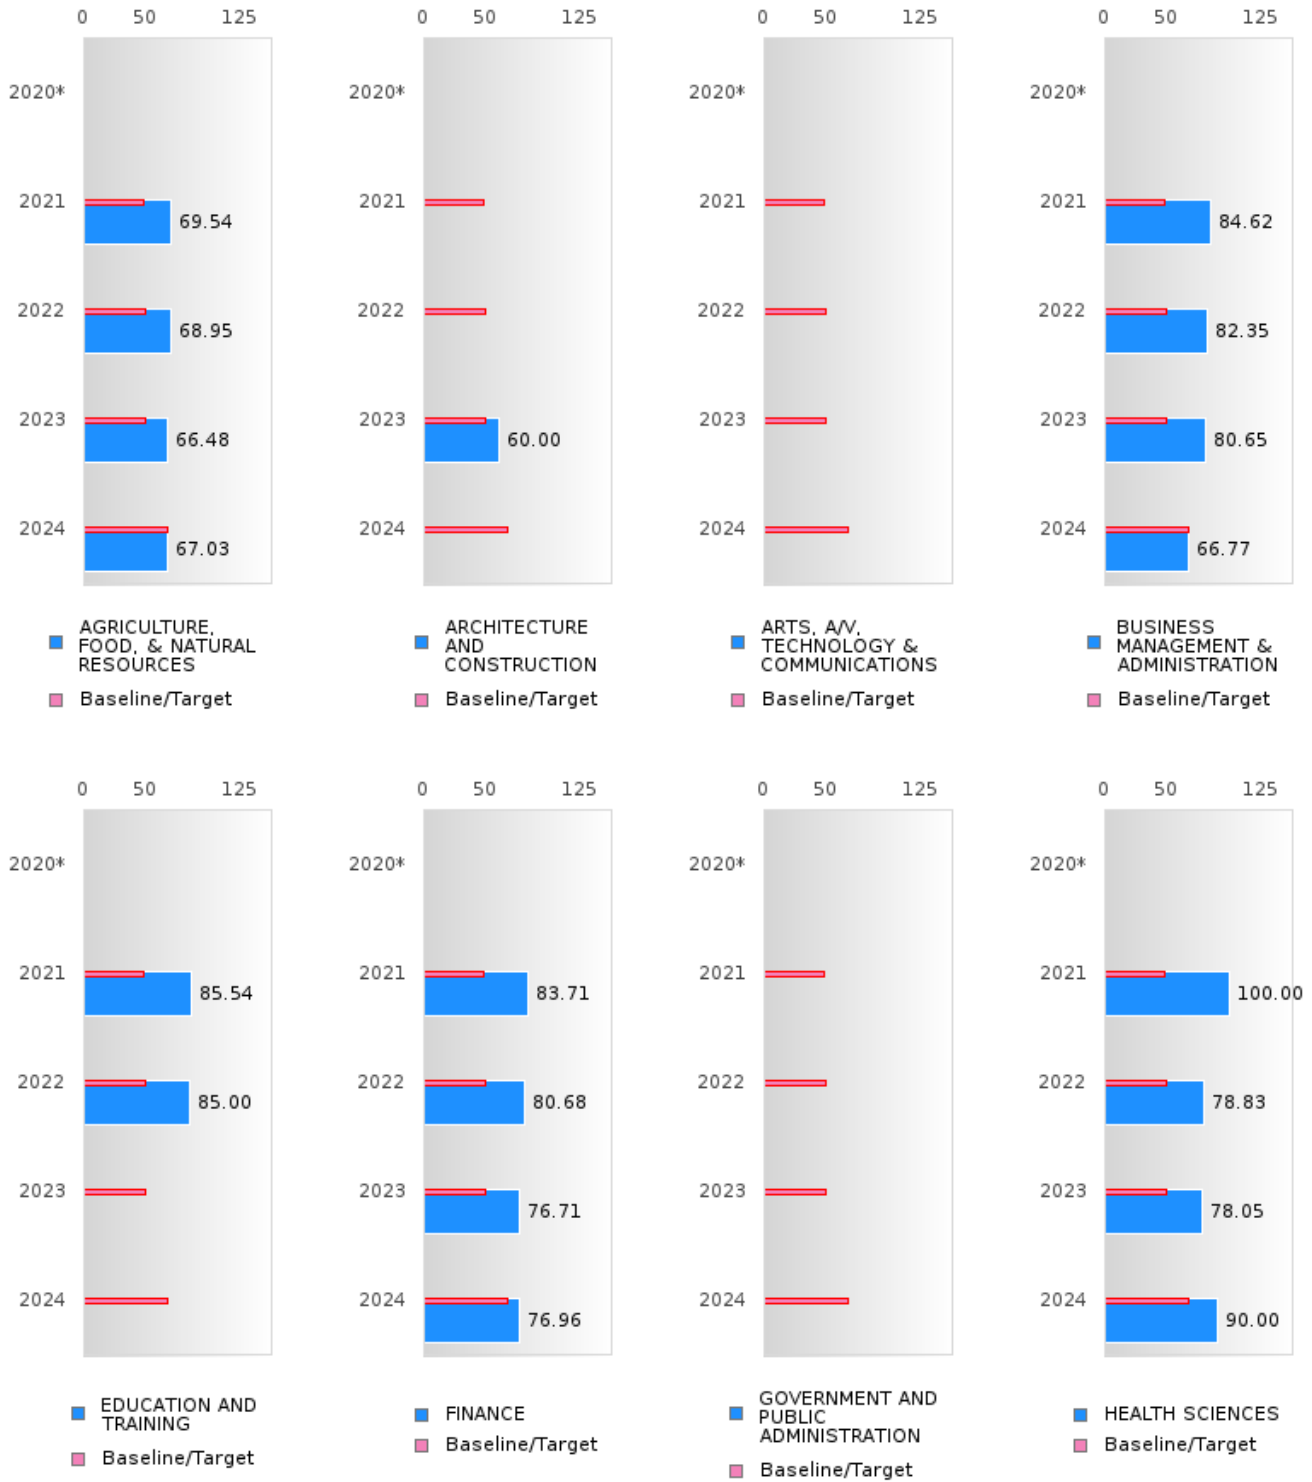 0 50 125
2020*
2021
69.54
2022
68.95
2023
66.48
2024
67.03
AGRICULTURE,
FOOD, & NATURAL
RESOURCES
Baseline/Target
0 50 125
2020*
2021
2022
2023
60.00
2024
ARCHITECTURE
AND
CONSTRUCTION
Baseline/Target
0 50 125
2020*
2021
2022
2023
2024
ARTS, A/V,
TECHNOLOGY &
COMMUNICATIONS
Baseline/Target
0 50 125
2020*
2021
84.62
2022
82.35
2023
80.65
2024
66.77
BUSINESS
MANAGEMENT &
ADMINISTRATION
Baseline/Target
0 50 125
2020*
2021
85.54
2022
85.00
2023
2024
EDUCATION AND
TRAINING
Baseline/Target
0 50 125
2020*
2021
83.71
2022
80.68
2023
76.71
2024
76.96
FINANCE
Baseline/Target
0 50 125
2020*
2021
2022
2023
2024
GOVERNMENT AND
PUBLIC
ADMINISTRATION
Baseline/Target
0 50 125
2020*
2021
100.00
2022
78.83
2023
78.05
2024
90.00
HEALTH SCIENCES
Baseline/Target